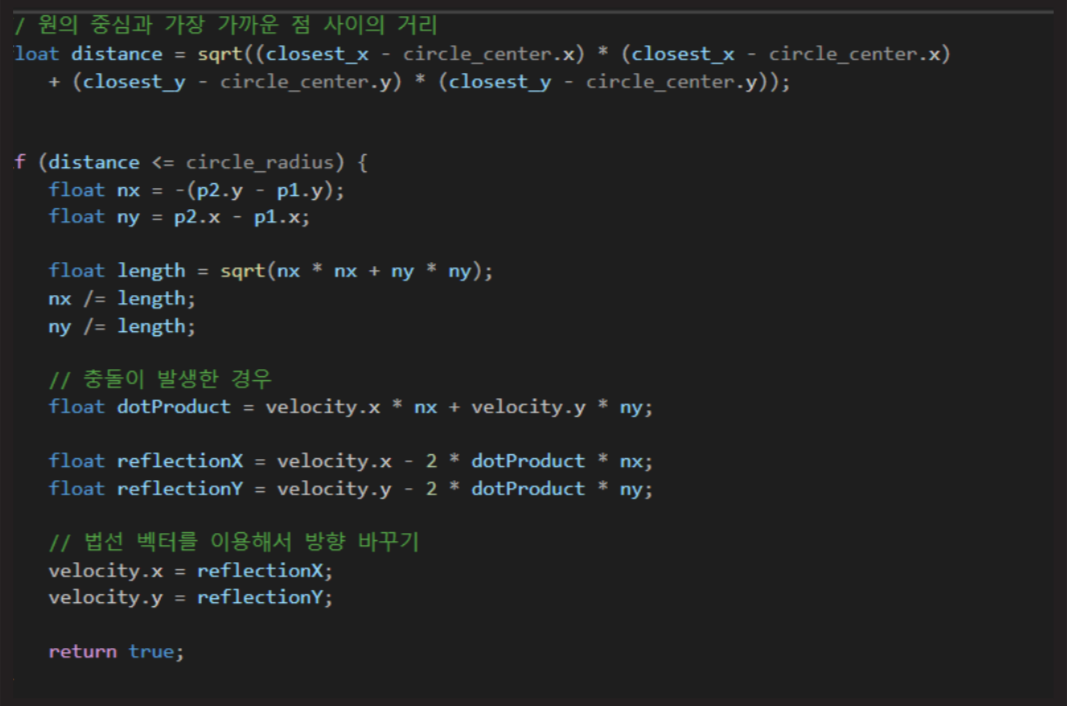 / 원의 중심과 가장 가까운 점 사이의 거리
loat distance = sqrt((closest_x - circle_center.x) * (closest_x - circle_center.x)
+ (closest_y - circle_center.y) * (closest_y - circle_center.y));
f (distance <= circle_radius) {
float nx = -(p2.y - p1.y);
float ny = p2.x - p1.x;
float length = sqrt(nx * nx + ny * ny);
nx /= length;
ny /= length;
// 충돌이 발생한 경우
float dotProduct = velocity.x * nx + velocity.y * ny;
float reflectionX = velocity.x - 2 * dotProduct * nx;
float reflectionY = velocity.y - 2 * dotProduct * ny;
// 법선 벡터를 이용해서 방향 바꾸기
velocity.x = reflectionX;
velocity.y = reflectionY;
return true;